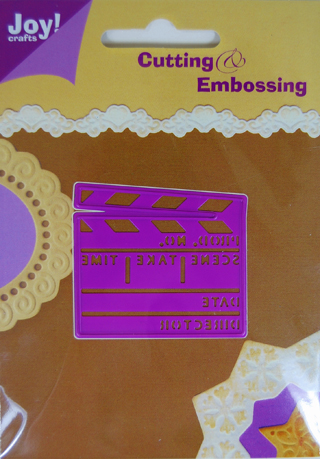 Joy!
crafts
Cutting &
Embossing
PROD. NO.
SCENE TAKE TIME
DATE
DIRECTOR